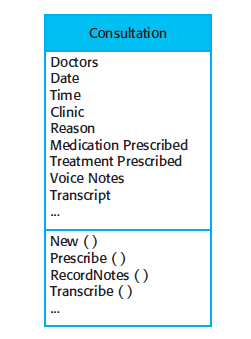 Consultation
Doctors
Date
Time
Clinic
Reason
Medication Prescribed
Treatment Prescribed
Voice Notes
Transcript
...
New ( )
Prescribe ( )
RecordNotes ( )
Transcribe ( )
...